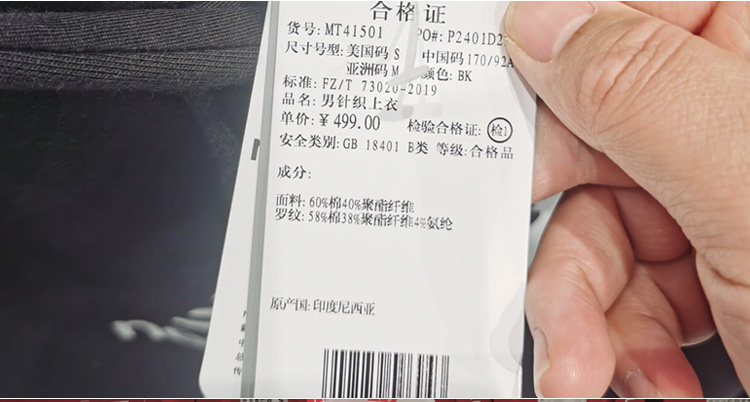 合格证
货号: MT41501 PO#: P2401D2
尺寸号型: 美国码 S 中国码 170/92A
亚洲码 M 颜色: BK
标准: FZ/T 73020-2019
品名: 男针织上衣
单价: ¥ 499.00 检验合格证: 检1
安全类别: GB 18401 B类 等级: 合格品
成分:
面料: 60%棉40%聚酯纤维
罗纹: 58%棉38%聚酯纤维4%氨纶
原产国: 印度尼西亚